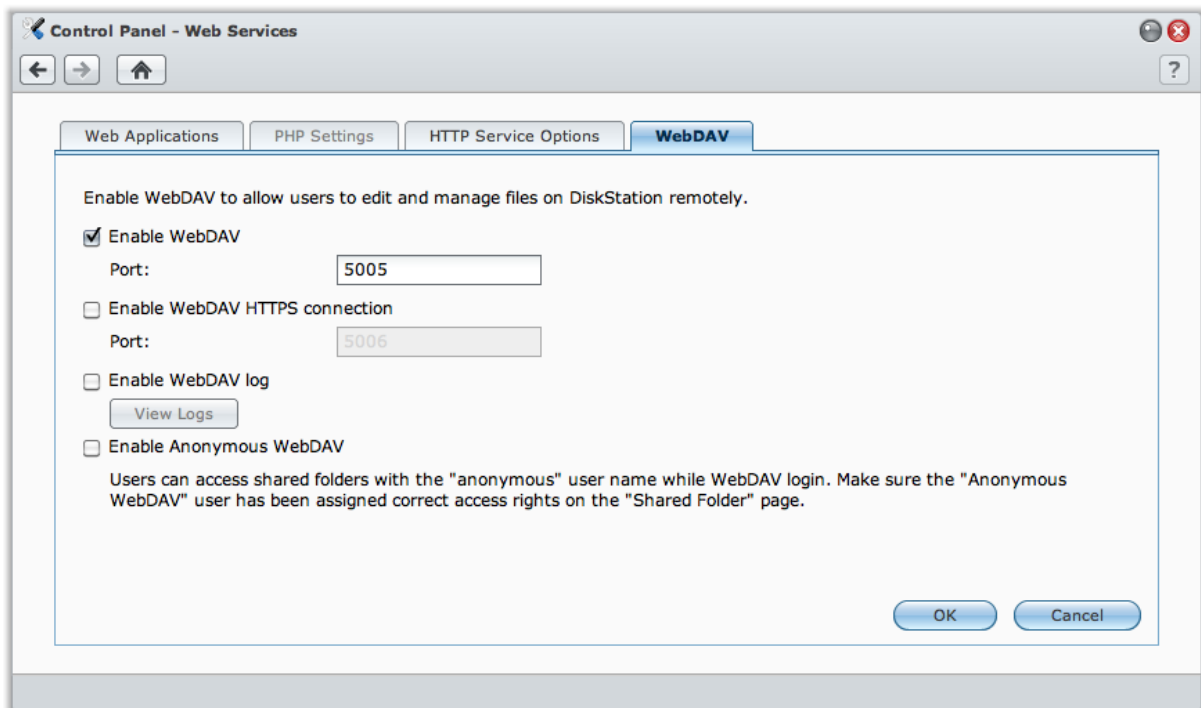 Control Panel - Web Services
?
Web Applications PHP Settings HTTP Service Options WebDAV
Enable WebDAV to allow users to edit and manage files on DiskStation remotely.
Enable WebDAV
Port: 5005
Enable WebDAV HTTPS connection
Port: 5006
Enable WebDAV log
View Logs
Enable Anonymous WebDAV
Users can access shared folders with the "anonymous" user name while WebDAV login. Make sure the "Anonymous
WebDAV" user has been assigned correct access rights on the "Shared Folder" page.
OK Cancel